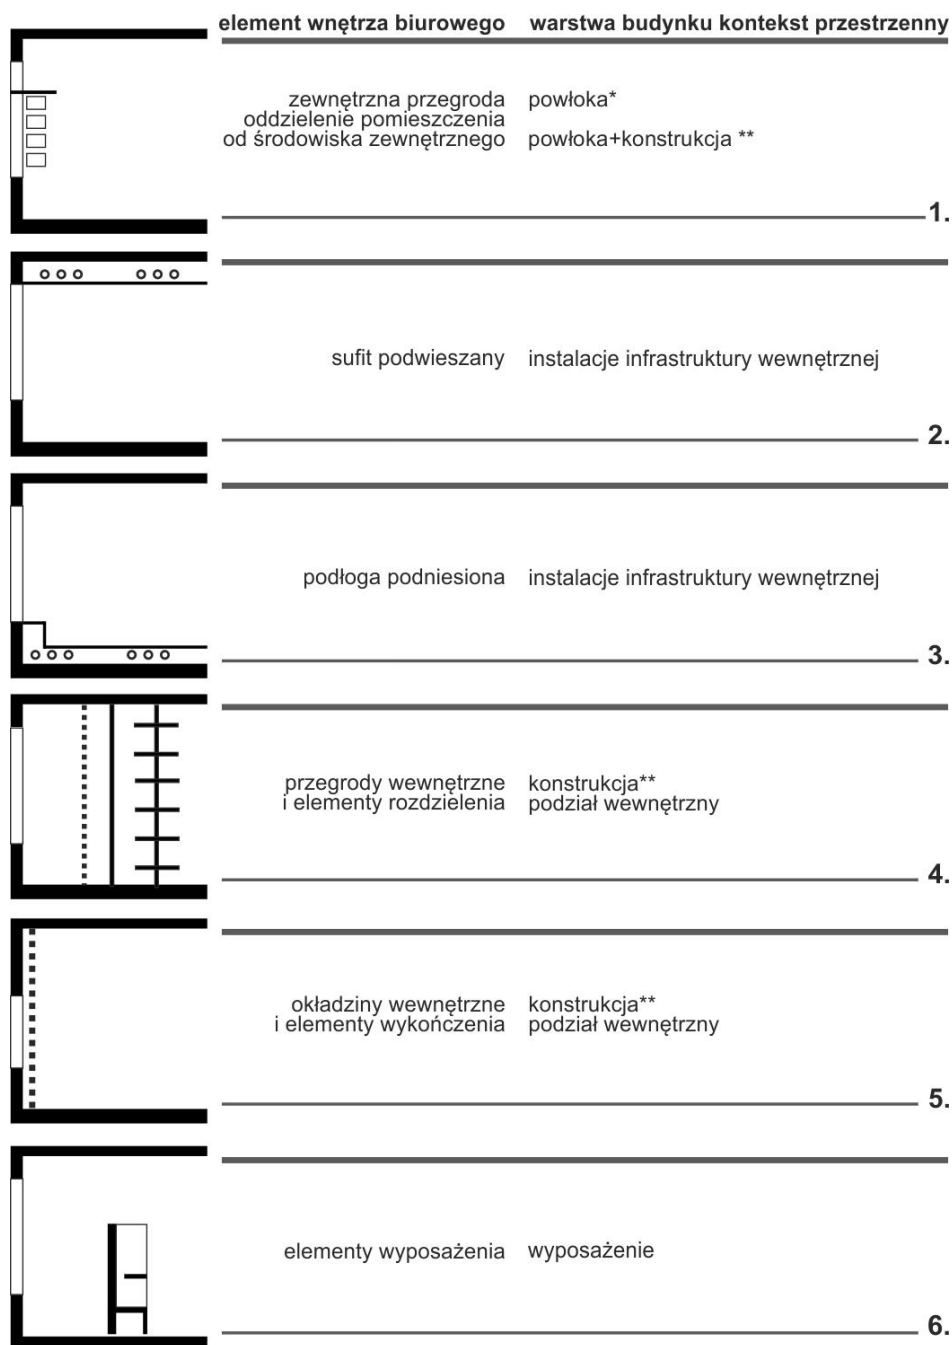 element wnętrza biurowego warstwa budynku kontekst przestrzenny
zewnętrzna przegroda powłoka*
oddzielenie pomieszczenia
od środowiska zewnętrznego powłoka+konstrukcja **
1.
sufit podwieszany instalacje infrastruktury wewnętrznej
2.
podłoga podniesiona instalacje infrastruktury wewnętrznej
3.
przegrody wewnętrzne konstrukcja**
i elementy rozdzielenia podział wewnętrzny
4.
okładziny wewnętrzne konstrukcja**
i elementy wykończenia podział wewnętrzny
5.
elementy wyposażenia wyposażenie
6.